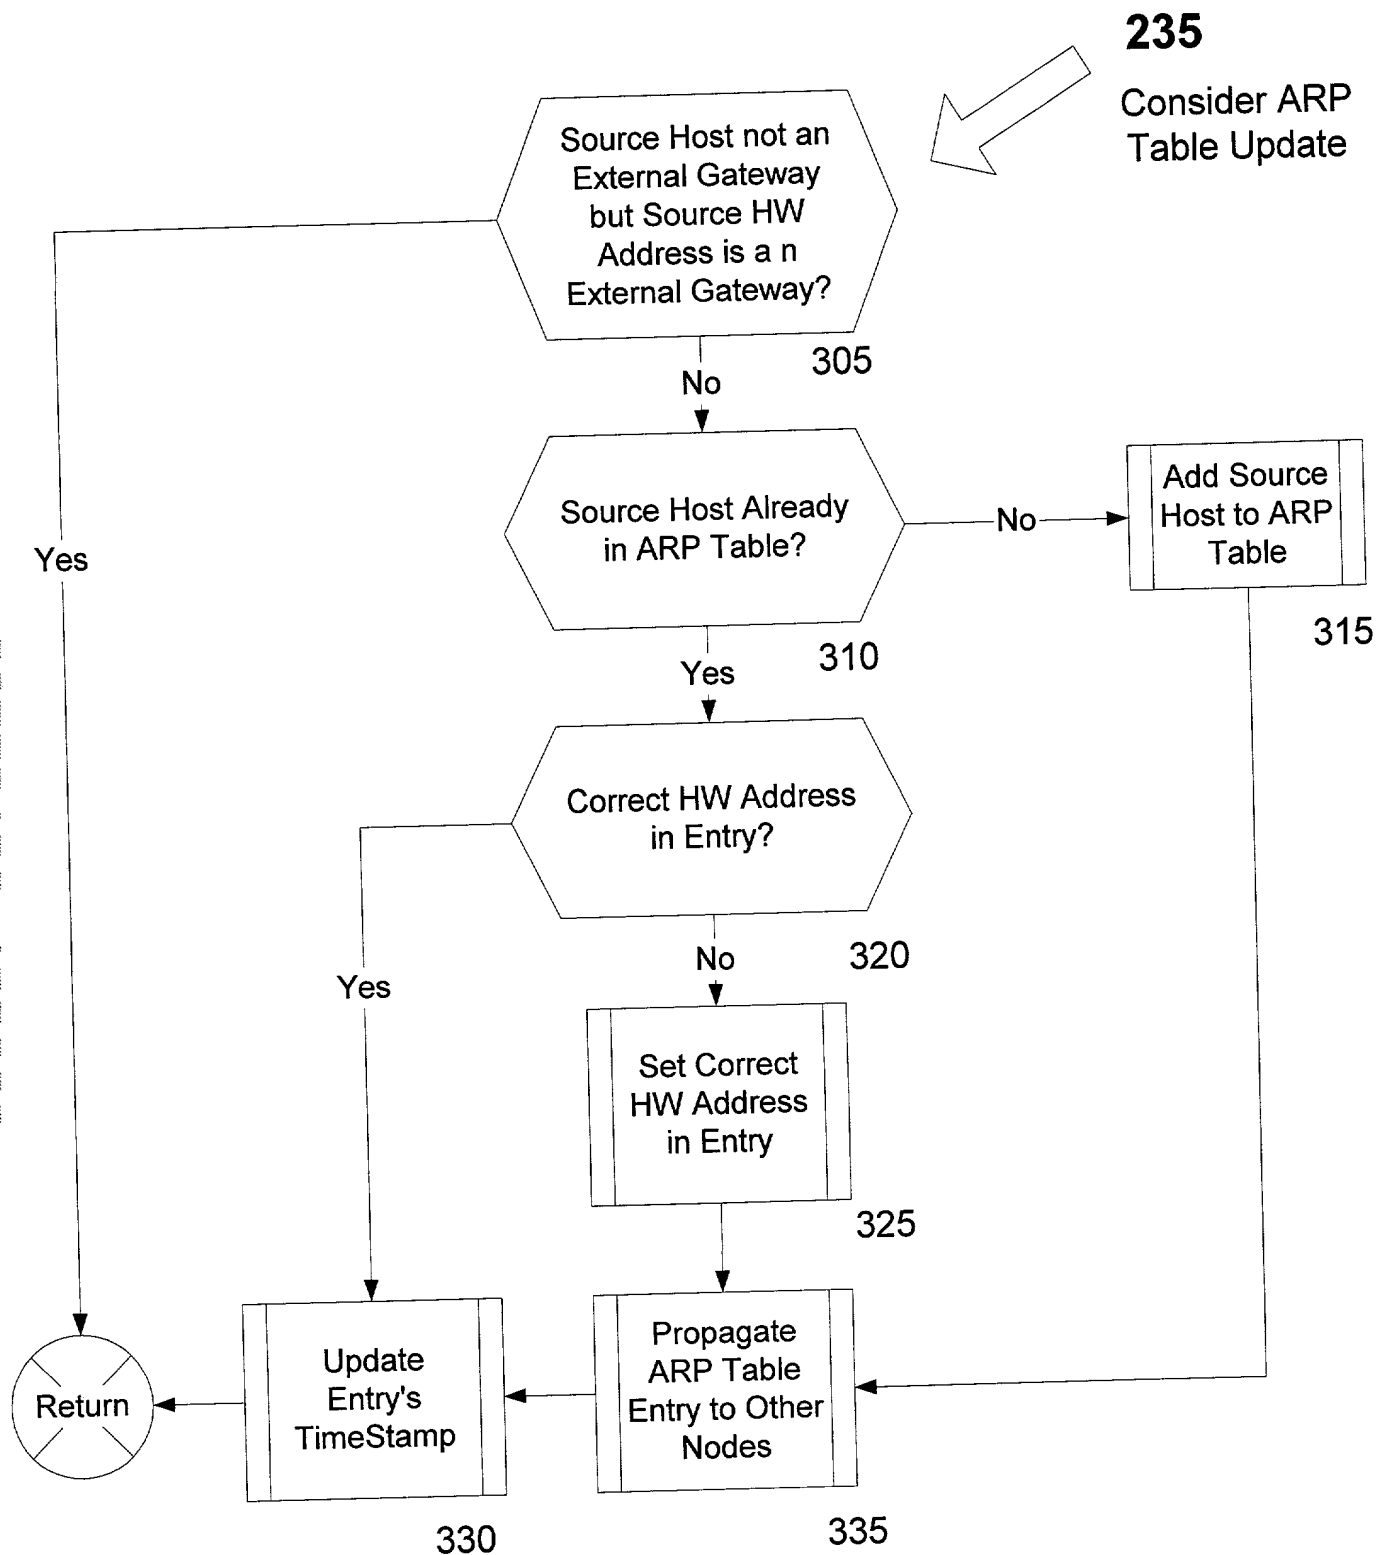 235
Consider ARP
Table Update
Source Host not an
External Gateway
but Source HW
Address is a n
External Gateway?
305
No
Yes
Source Host Already
in ARP Table?
310
No
Add Source
Host to ARP
Table
315
Yes
Correct HW Address
in Entry?
320
No
Yes
Set Correct
HW Address
in Entry
325
Propagate
ARP Table
Entry to Other
Nodes
335
Update
Entry's
TimeStamp
330
Return